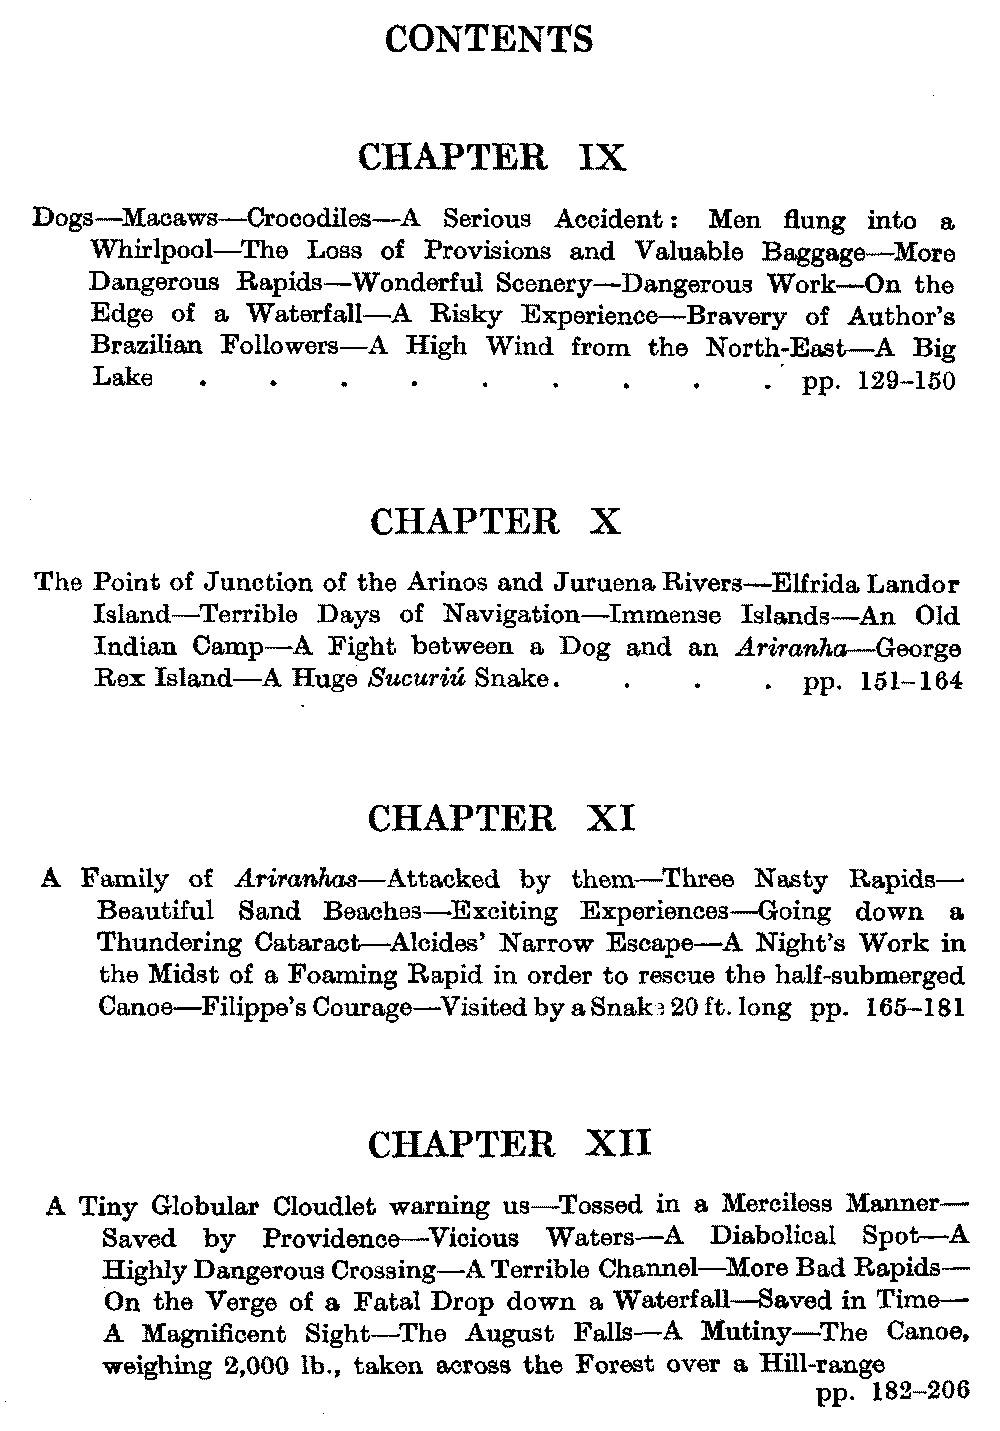 CONTENTS
CHAPTER IX
Dogs—Macaws—Crocodiles—A Serious Accident: Men flung into a
Whirlpool—The Loss of Provisions and Valuable Baggage—More
Dangerous Rapids—Wonderful Scenery—Dangerous Work—On the
Edge of a Waterfall—A Risky Experience—Bravery of Author's
Brazilian Followers—A High Wind from the North-East—A Big
Lake . . . . . . . . . pp. 129–150
CHAPTER X
The Point of Junction of the Arinos and Juruena Rivers—Elfrida Landor
Island—Terrible Days of Navigation—Immense Islands—An Old
Indian Camp—A Fight between a Dog and an Ariranha—George
Rex Island—A Huge Sucuriú Snake. . . . pp. 151–164
CHAPTER XI
A Family of Ariranhas—Attacked by them—Three Nasty Rapids—
Beautiful Sand Beaches—Exciting Experiences—Going down a
Thundering Cataract—Alcides' Narrow Escape—A Night's Work in
the Midst of a Foaming Rapid in order to rescue the half-submerged
Canoe—Filippe's Courage—Visited by a Snake 20 ft. long pp. 165–181
CHAPTER XII
A Tiny Globular Cloudlet warning us—Tossed in a Merciless Manner—
Saved by Providence—Vicious Waters—A Diabolical Spot—A
Highly Dangerous Crossing—A Terrible Channel—More Bad Rapids—
On the Verge of a Fatal Drop down a Waterfall—Saved in Time—
A Magnificent Sight—The August Falls—A Mutiny—The Canoe,
weighing 2,000 lb., taken across the Forest over a Hill-range
pp. 182–206